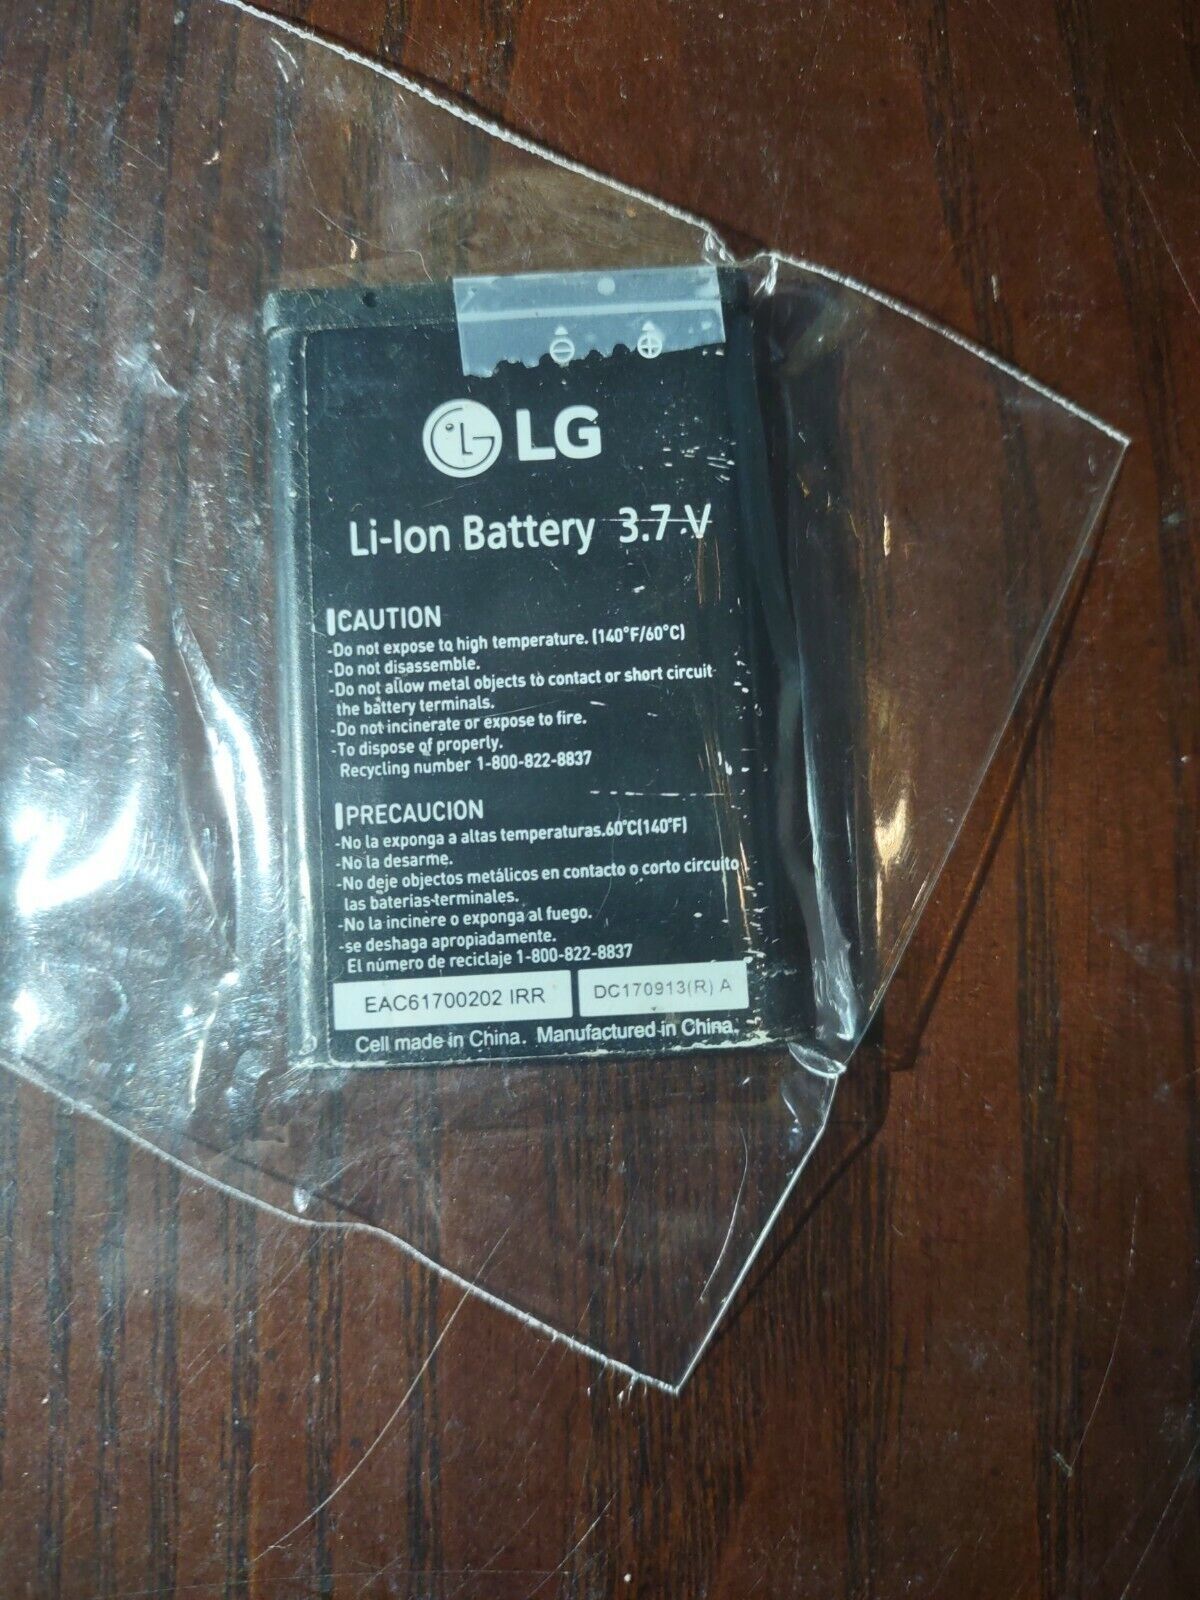 LG
Li-Ion Battery 3.7 V
CAUTION
-Do not expose to high temperature. (140°F/60°C)
-Do not disassemble.
-Do not allow metal objects to contact or short circuit
the battery terminals.
-Do not incinerate or expose to fire.
-To dispose of properly.
Recycling number 1-800-822-8837
PRECAUCION
-No la exponga a altas temperaturas.60°C(140°F)
-No la desarme.
-No deje objectos metálicos en contacto o corto circuito
las baterias-terminales.
-No la incinere o exponga al fuego.
-se deshaga apropiadamente.
El número de reciclaje 1-800-822-8837
EAC61700202 IRR DC170913(R) A
Cell made in China. Manufactured in China.